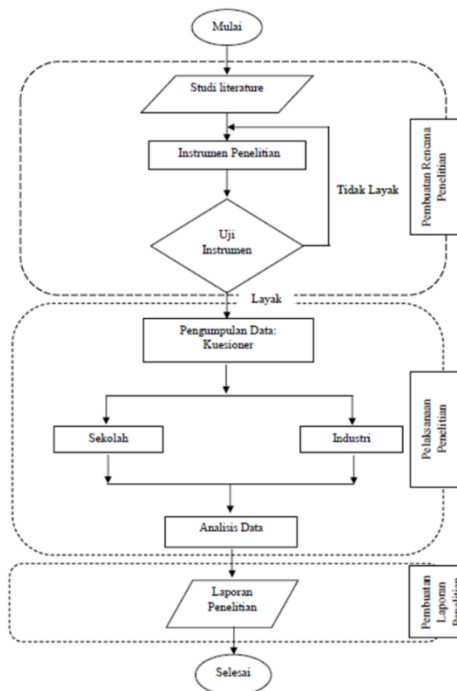 Mulai
Studi literature
Instrumen Penelitian
Tidak Layak
Uji
Instrumen
Layak
Pembuatan Rencana
Penelitian
Pengumpulan Data:
Kuesioner
Sekolah
Industri
Analisis Data
Pelaksanaan
Penelitian
Laporan
Penelitian
Pembuatan
Laporan
Penelitian
Selesai